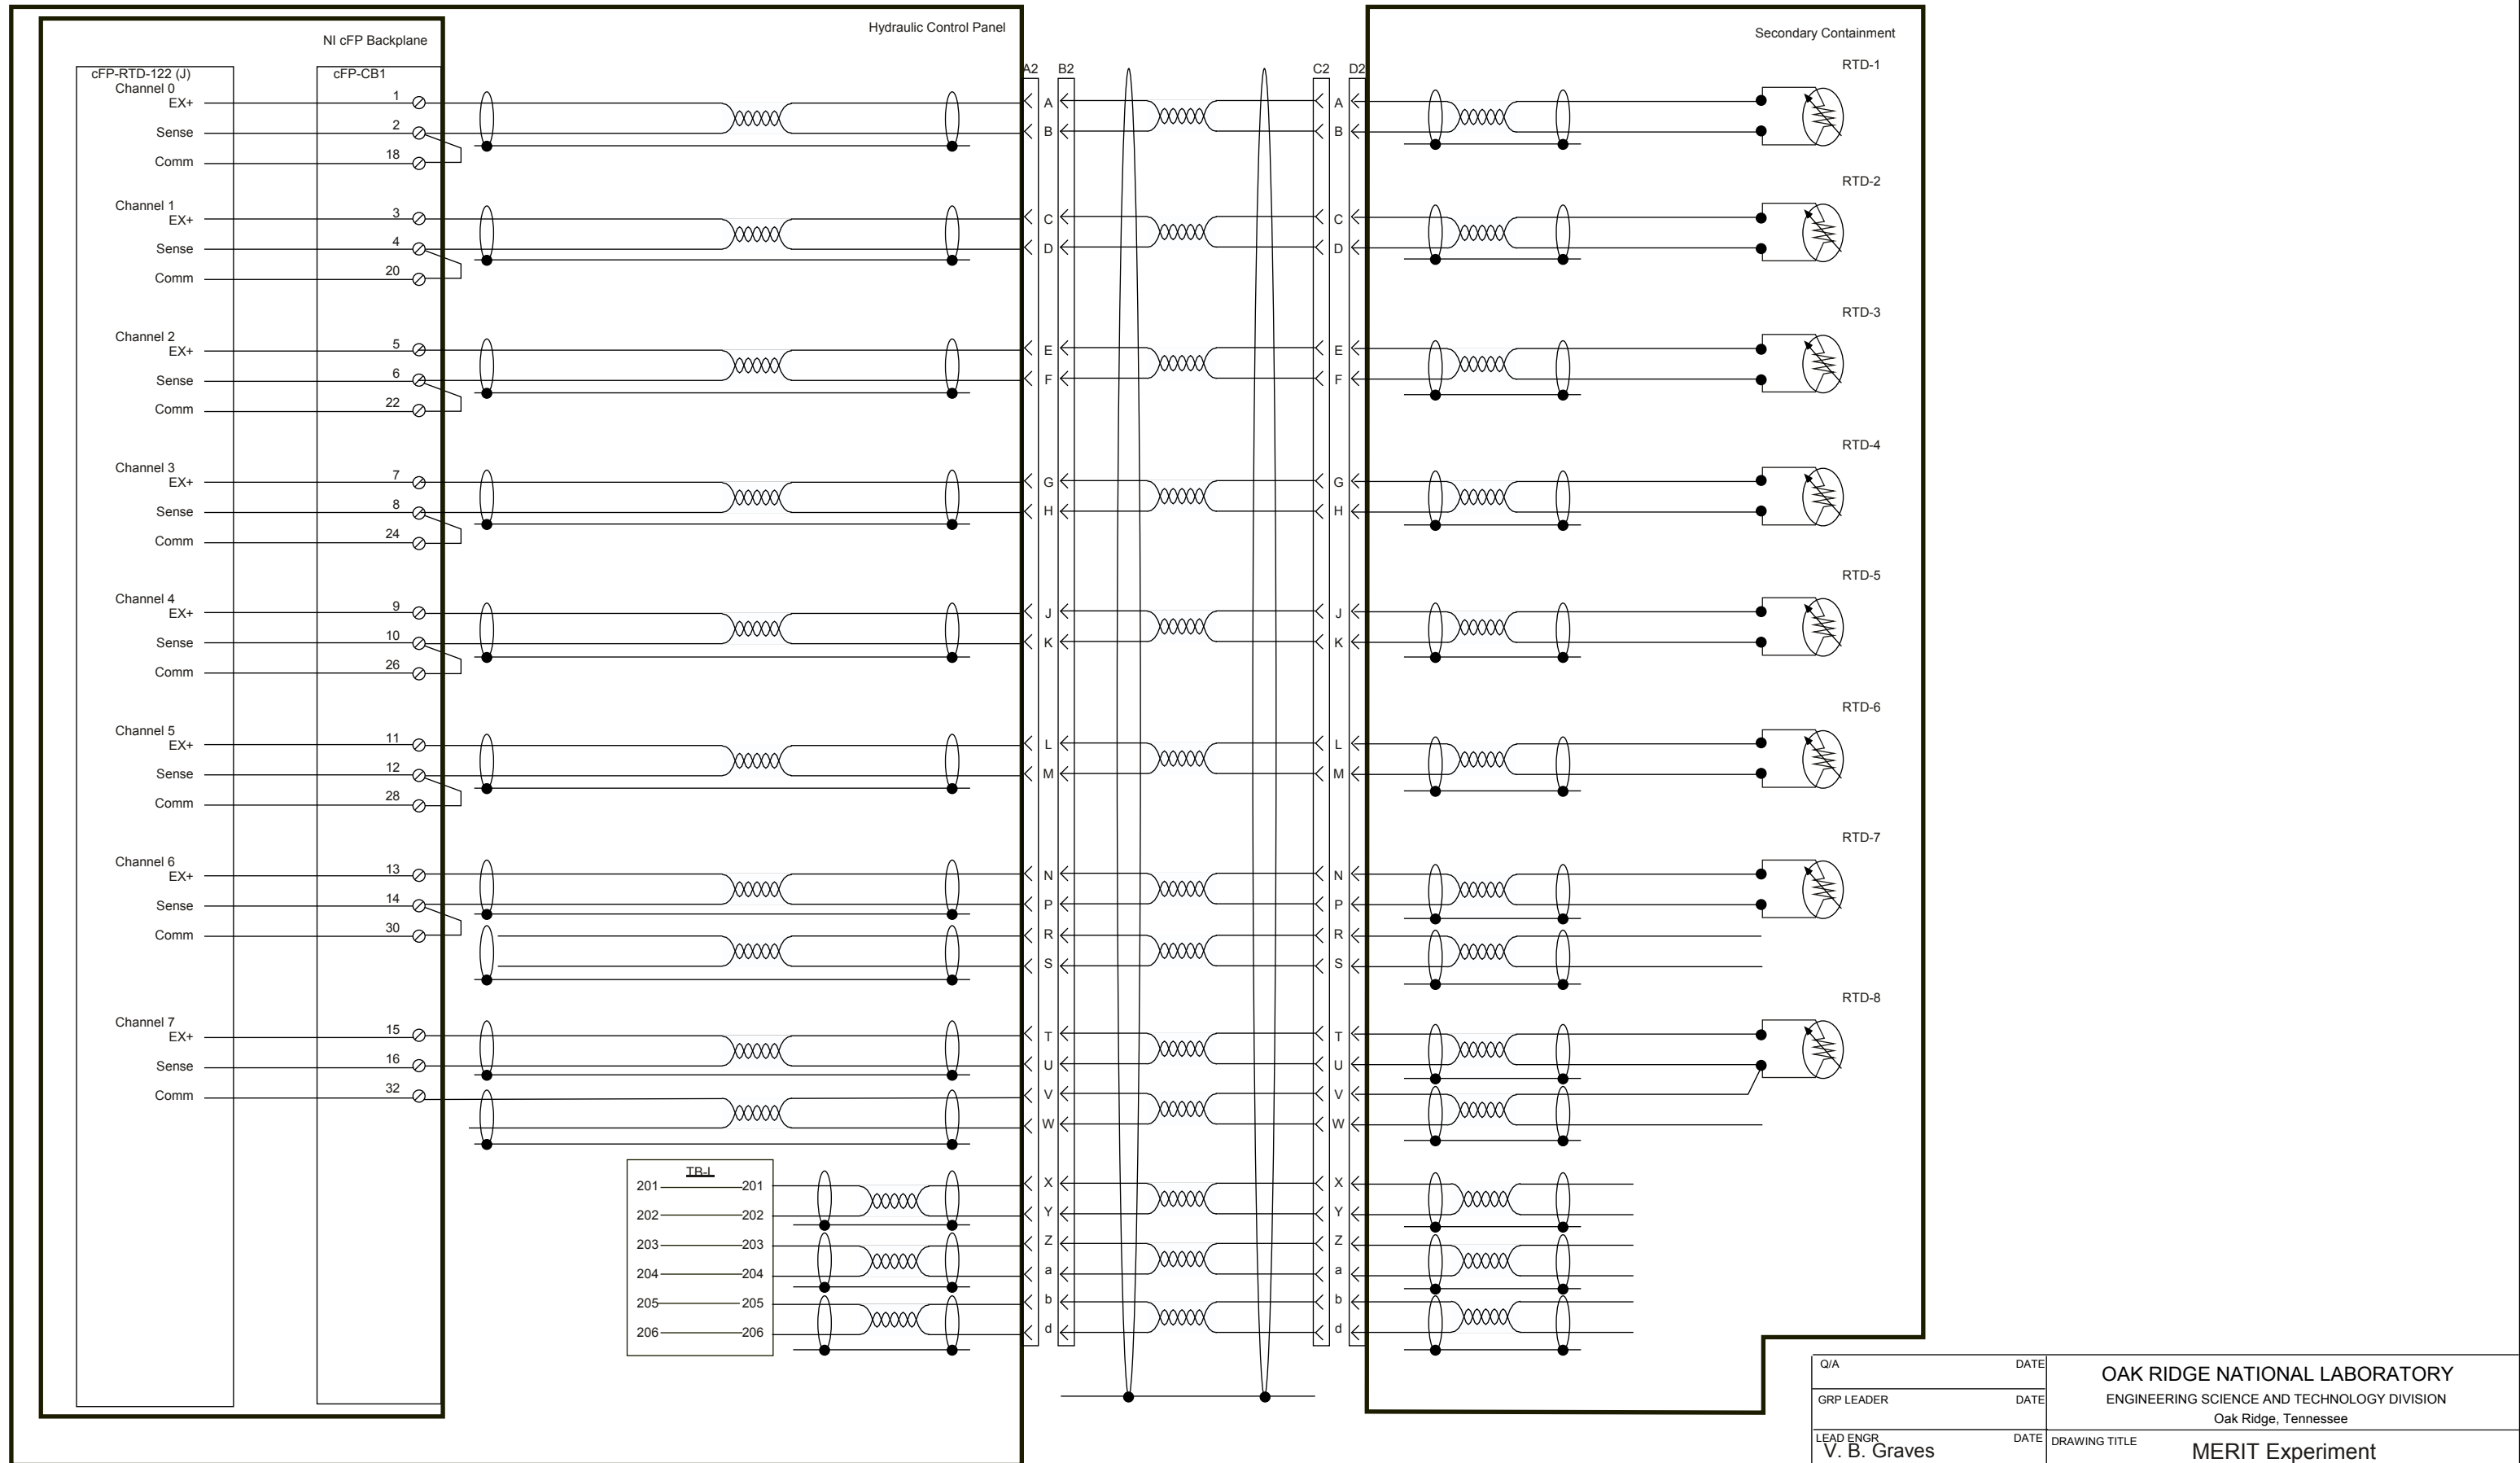 Hydraulic Control Panel
NI cFP Backplane
cFP-RTD-122 (J)
cFP-CB1
Channel 0
EX+ 1
Sense 2
Comm 18
Channel 1
EX+ 3
Sense 4
Comm 20
Channel 2
EX+ 5
Sense 6
Comm 22
Channel 3
EX+ 7
Sense 8
Comm 24
Channel 4
EX+ 9
Sense 10
Comm 26
Channel 5
EX+ 11
Sense 12
Comm 28
Channel 6
EX+ 13
Sense 14
Comm 30
Channel 7
EX+ 15
Sense 16
Comm 32
TB-L
201 201
202 202
203 203
204 204
205 205
206 206
A2 B2 C2 D2
A A
B B
C C
D D
E E
F F
G G
H H
J J
K K
L L
M M
N N
P P
R R
S S
T T
U U
V V
W W
X X
Y Y
Z Z
a a
b b
d d
Secondary Containment
RTD-1
RTD-2
RTD-3
RTD-4
RTD-5
RTD-6
RTD-7
RTD-8
Q/A DATE
GRP LEADER DATE
LEAD ENGR DATE
V. B. Graves
OAK RIDGE NATIONAL LABORATORY
ENGINEERING SCIENCE AND TECHNOLOGY DIVISION
Oak Ridge, Tennessee
DRAWING TITLE
MERIT Experiment